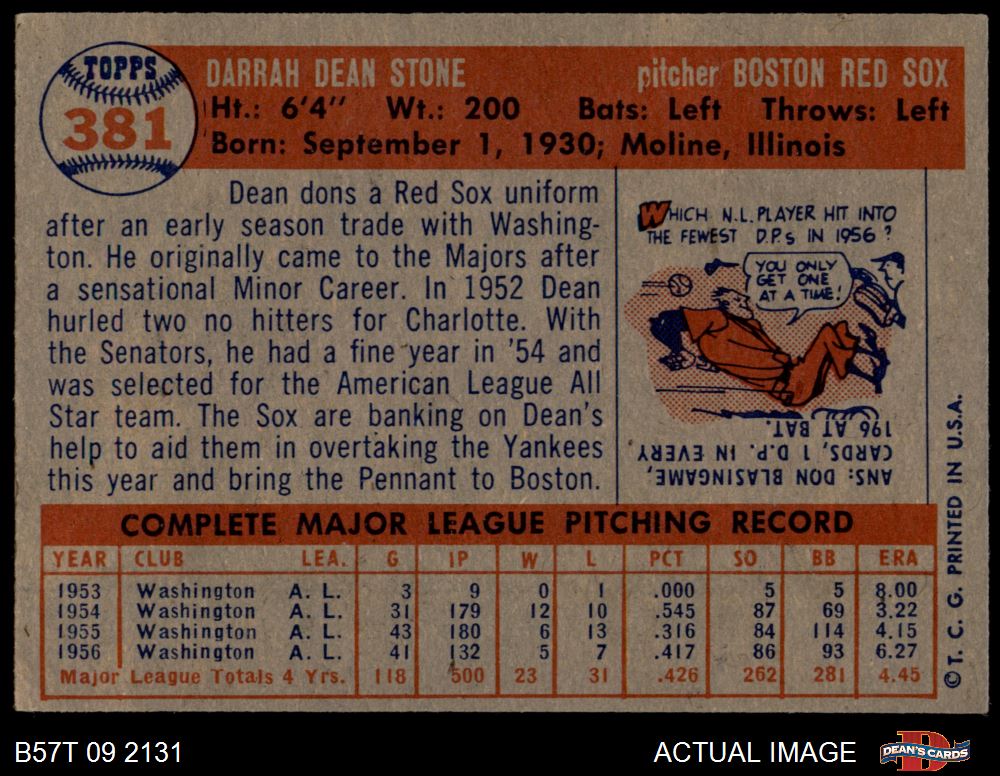 TOPPS
381
DARRAH DEAN STONE pitcher BOSTON RED SOX
Ht.: 6'4" Wt.: 200 Bats: Left Throws: Left
Born: September 1, 1930; Moline, Illinois
Dean dons a Red Sox uniform
after an early season trade with Washing-
ton. He originally came to the Majors after
a sensational Minor Career. In 1952 Dean
hurled two no hitters for Charlotte. With
the Senators, he had a fine year in '54 and
was selected for the American League All
Star team. The Sox are banking on Dean's
help to aid them in overtaking the Yankees
this year and bring the Pennant to Boston.
WHICH N.L. PLAYER HIT INTO
THE FEWEST D.P.s IN 1956?
YOU ONLY
GET ONE
AT A TIME!
ANS: DON BLASINGAME,
CARDS, 1 D.P. IN EVERY
196 AT BAT.
© T. C. G. PRINTED IN U.S.A.
COMPLETE MAJOR LEAGUE PITCHING RECORD
YEAR CLUB LEA. G IP W L PCT SO BB ERA
1953 Washington A. L. 3 9 0 1 .000 5 5 8.00
1954 Washington A. L. 31 179 12 10 .545 87 69 3.22
1955 Washington A. L. 43 180 6 13 .316 84 114 4.15
1956 Washington A. L. 41 132 5 7 .417 86 93 6.27
Major League Totals 4 Yrs. 118 500 23 31 .426 262 281 4.45
B57T 09 2131 ACTUAL IMAGE DEAN'S CARDS